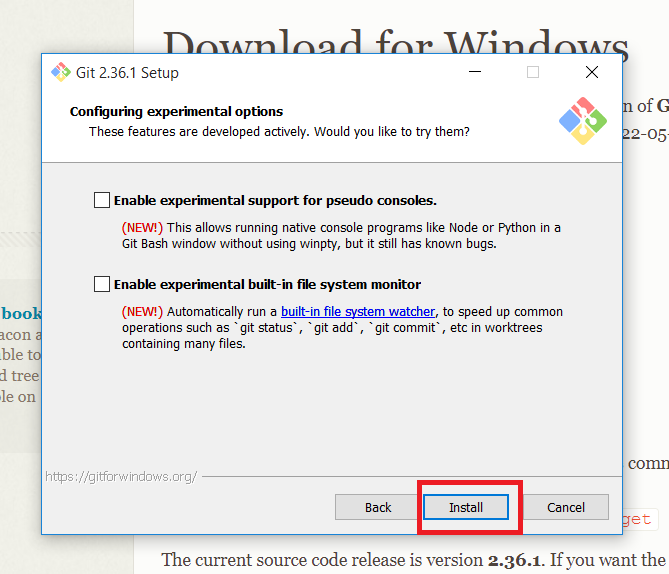 Download for Windows
Git 2.36.1 Setup
Configuring experimental options
These features are developed actively. Would you like to try them?
n of G
22-05-
Enable experimental support for pseudo consoles.
(NEW!) This allows running native console programs like Node or Python in a
Git Bash window without using winpty, but it still has known bugs.
Enable experimental built-in file system monitor
(NEW!) Automatically run a built-in file system watcher, to speed up common
operations such as `git status`, `git add`, `git commit`, etc in worktrees
containing many files.
book
acon a
ible to
d tree
ble on
https://gitforwindows.org/
comm
Back
Install
Cancel
get
The current source code release is version 2.36.1. If you want the